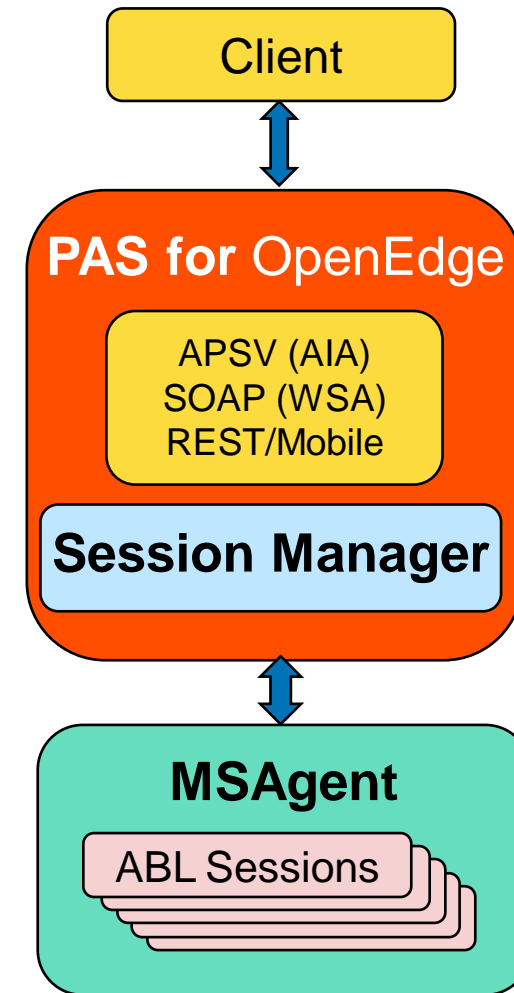 Client
PAS for OpenEdge
APSV (AIA)
SOAP (WSA)
REST/Mobile
Session Manager
MSAgent
ABL Sessions